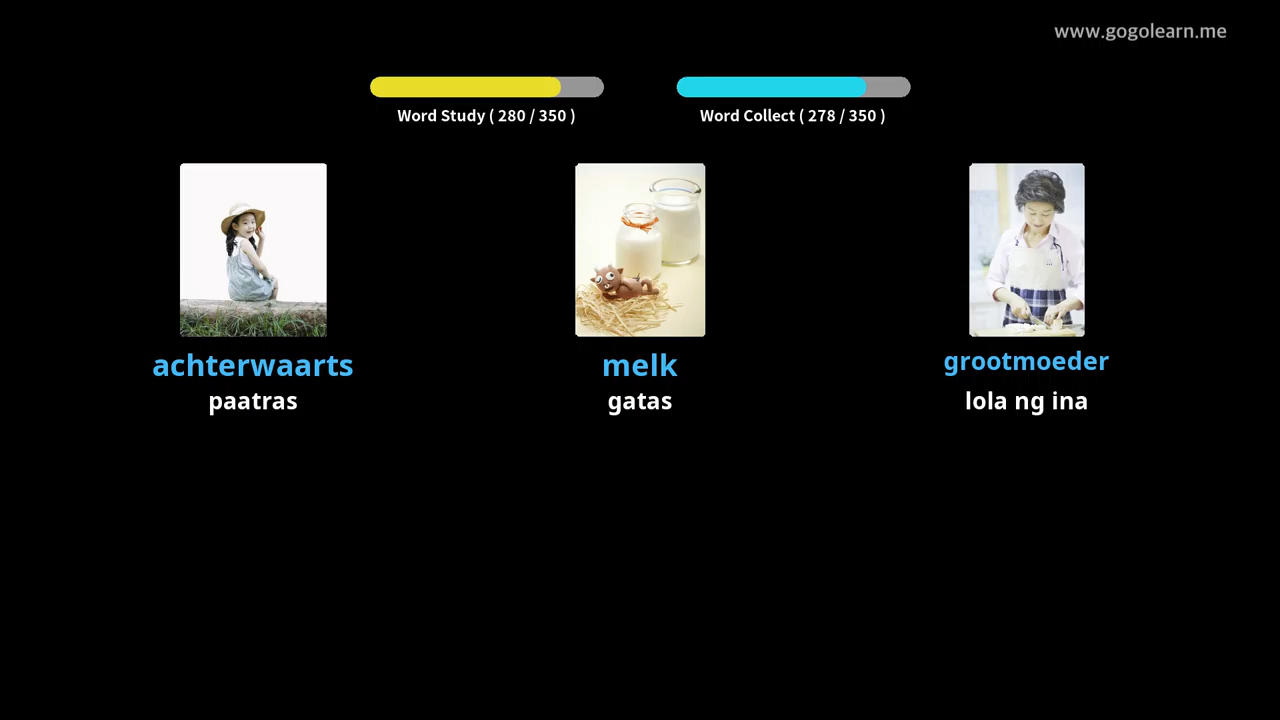 www.gogolearn.me
Word Study ( 280 / 350 )
Word Collect ( 278 / 350 )
achterwaarts
melk
grootmoeder
paatras
gatas
lola ng ina